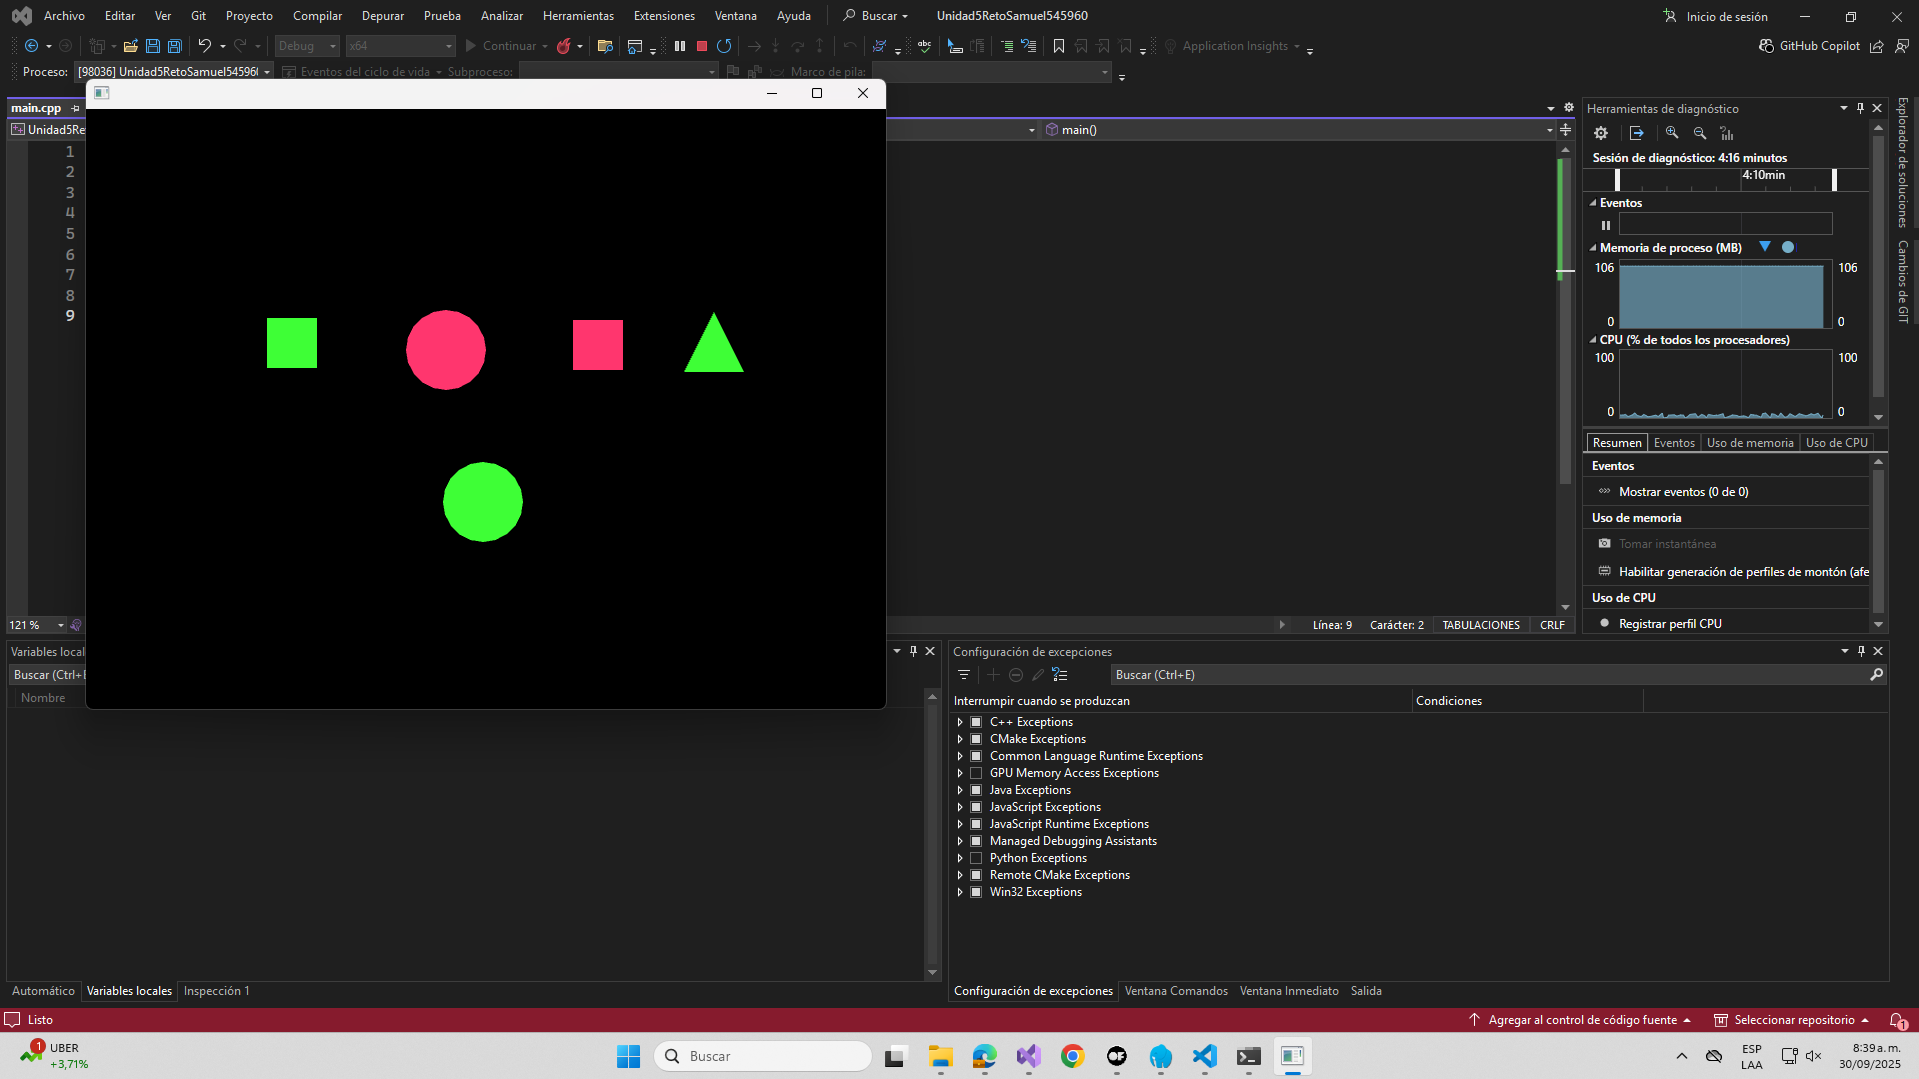 Archivo Editar Ver Git Proyecto Compilar Depurar Prueba Analizar Herramientas Extensiones Ventana Ayuda Buscar Unidad5RetoSamuel545960 Inicio de sesión
Debug x64 Continuar abc Application Insights GitHub Copilot
Proceso: [98036] Unidad5RetoSamuel54596 Eventos del ciclo de vida Subproceso: Marco de pila:
main.cpp
Unidad5Re main()
1
2
3
4
5
6
7
8
9
121 % Línea: 9 Carácter: 2 TABULACIONES CRLF
Herramientas de diagnóstico
Sesión de diagnóstico: 4:16 minutos
4:10min
Eventos
Memoria de proceso (MB)
106 106
0 0
CPU (% de todos los procesadores)
100 100
0 0
Resumen Eventos Uso de memoria Uso de CPU
Eventos
Mostrar eventos (0 de 0)
Uso de memoria
Tomar instantánea
Habilitar generación de perfiles de montón (afe
Uso de CPU
Registrar perfil CPU
Explorador de soluciones
Cambios de GIT
Variables local
Buscar (Ctrl+E
Nombre
Automático Variables locales Inspección 1
Configuración de excepciones
Buscar (Ctrl+E)
Interrumpir cuando se produzcan Condiciones
C++ Exceptions
CMake Exceptions
Common Language Runtime Exceptions
GPU Memory Access Exceptions
Java Exceptions
JavaScript Exceptions
JavaScript Runtime Exceptions
Managed Debugging Assistants
Python Exceptions
Remote CMake Exceptions
Win32 Exceptions
Configuración de excepciones Ventana Comandos Ventana Inmediato Salida
Listo Agregar al control de código fuente Seleccionar repositorio 1
1 UBER
+3,71%
Buscar
ESP
LAA
8:39 a. m.
30/09/2025